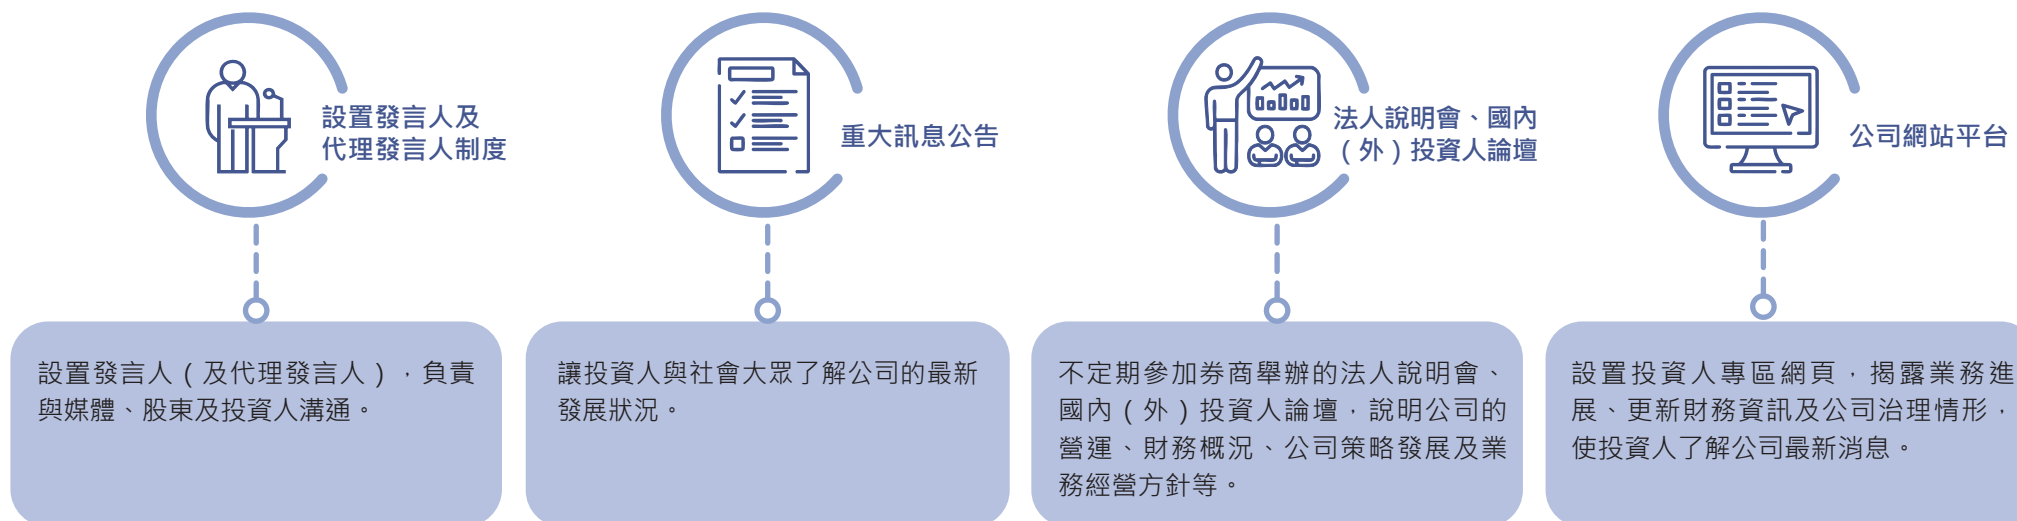 設置發言人及
代理發言人制度
重大訊息公告
法人說明會、國內
（外）投資人論壇
公司網站平台
設置發言人（及代理發言人），負責
與媒體、股東及投資人溝通。
讓投資人與社會大眾了解公司的最新
發展狀況。
不定期參加券商舉辦的法人說明會、
國內（外）投資人論壇，說明公司的
營運、財務概況、公司策略發展及業
務經營方針等。
設置投資人專區網頁，揭露業務進
展、更新財務資訊及公司治理情形，
使投資人了解公司最新消息。